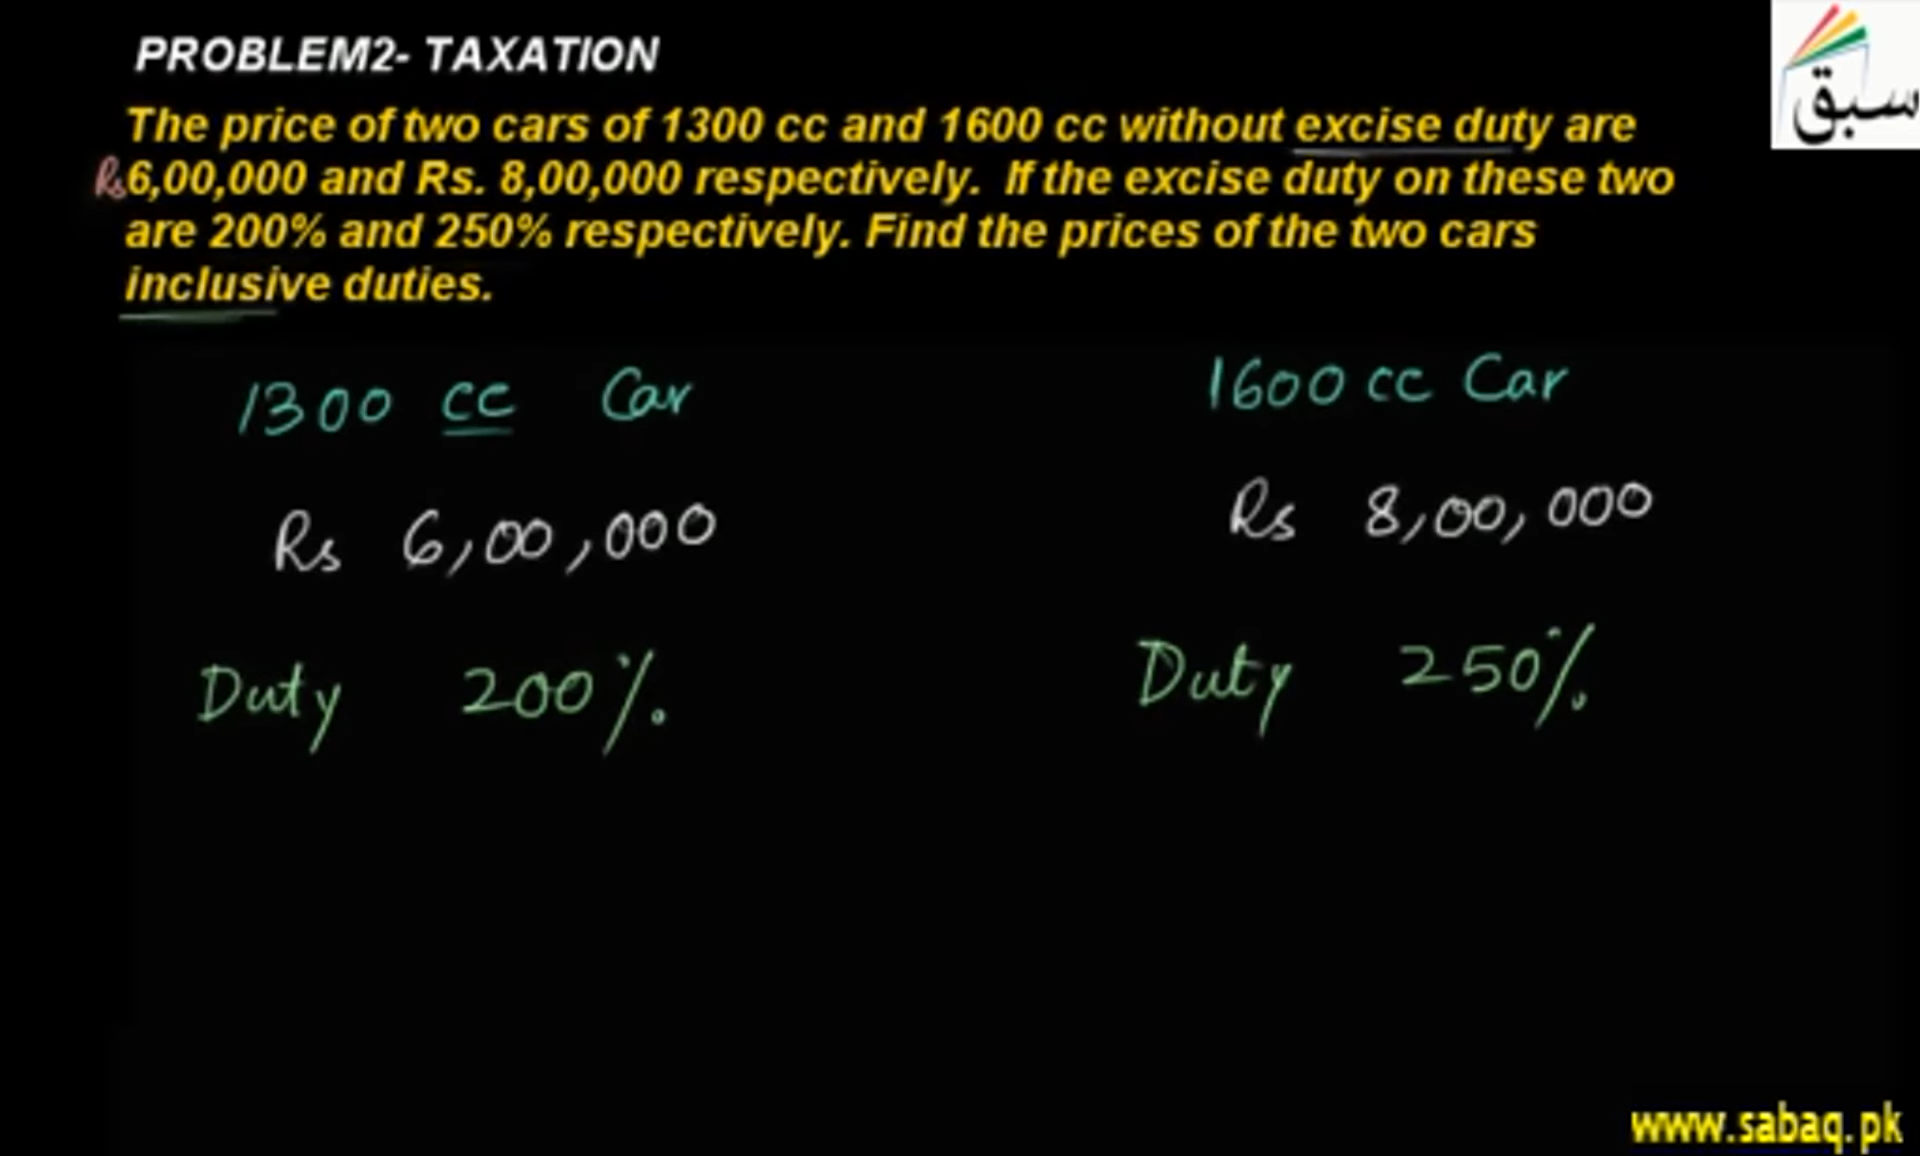 PROBLEM2- TAXATION
سبق
The price of two cars of 1300 cc and 1600 cc without excise duty are
Rs 6,00,000 and Rs. 8,00,000 respectively. If the excise duty on these two
are 200% and 250% respectively. Find the prices of the two cars
inclusive duties.
1300 cc Car
1600 cc Car
Rs 6,00,000
Rs 8,00,000
Duty 200%
Duty 250%
www.sabaq.pk